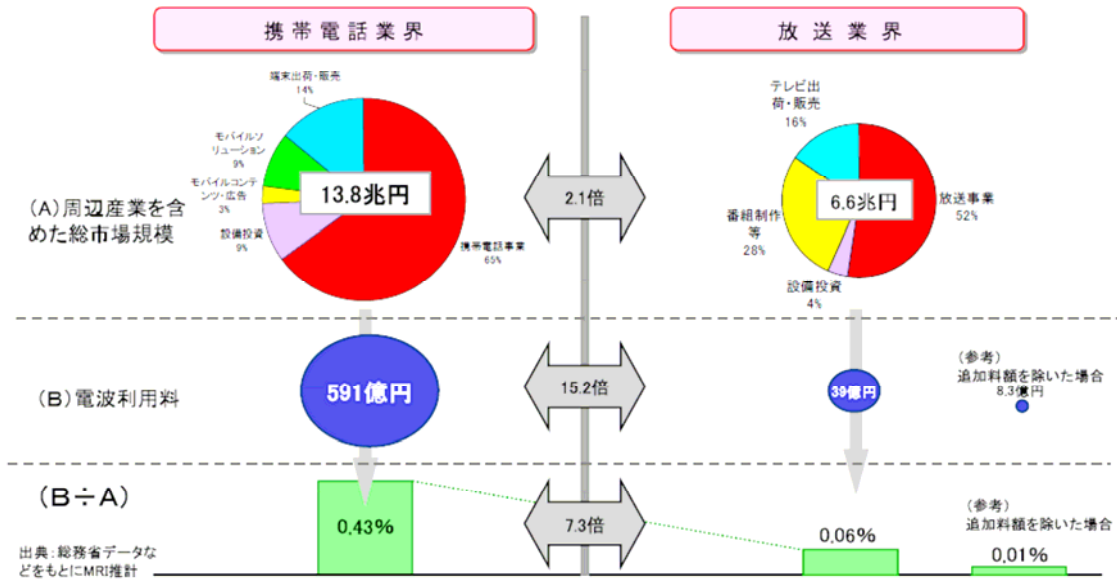 携帯電話業界
放送業界
端末出荷・販売
14%
モバイルソ
リューション
9%
モバイルコンテ
ンツ・広告
3%
設備投資
9%
13.8兆円
携帯電話事業
65%
(A)周辺産業を含
めた総市場規模
2.1倍
テレビ出
荷・販売
16%
6.6兆円
放送事業
52%
番組制作
等
28%
設備投資
4%
(B)電波利用料
591億円
15.2倍
39億円
(参考)
追加料額を除いた場合
8.3億円
(B÷A)
0.43%
7.3倍
0.06%
(参考)
追加料額を除いた場合
0.01%
出典:総務省データな
どをもとにMRI推計